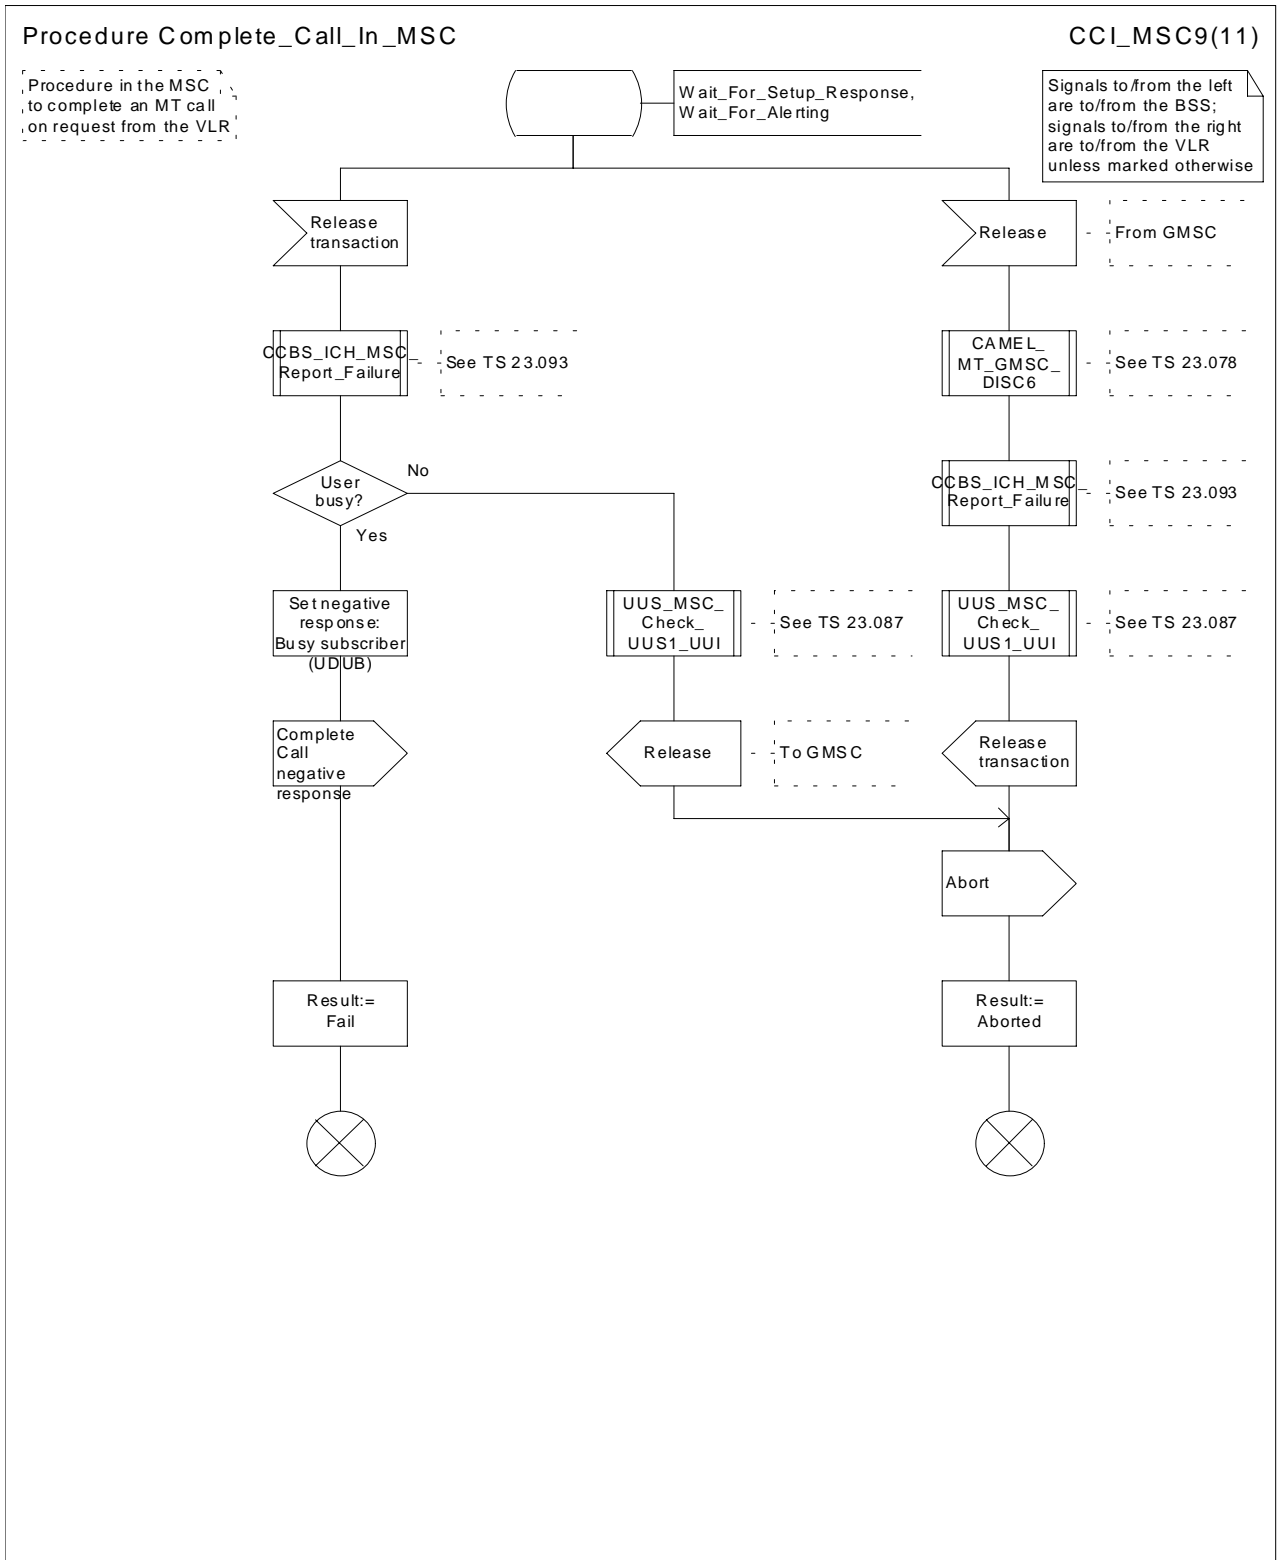 Procedure Complete_Call_In_MSC
CCI_MSC9(11)
Procedure in the MSC
to complete an MT call
on request from the VLR
Wait_For_Setup_Response,
Wait_For_Alerting
Signals to/from the left
are to/from the BSS;
signals to/from the right
are to/from the VLR
unless marked otherwise
Release
transaction
Release
From GMSC
CCBS_ICH_MSC_
Report_Failure
See TS 23.093
CAMEL_
MT_GMSC_
DISC6
See TS 23.078
User
busy?
No
Yes
CCBS_ICH_MSC_
Report_Failure
See TS 23.093
Set negative
response:
Busy subscriber
(UDUB)
UUS_MSC_
Check_
UUS1_UUI
See TS 23.087
UUS_MSC_
Check_
UUS1_UUI
See TS 23.087
Complete
Call
negative
response
Release
To GMSC
Release
transaction
Abort
Result:=
Fail
Result:=
Aborted